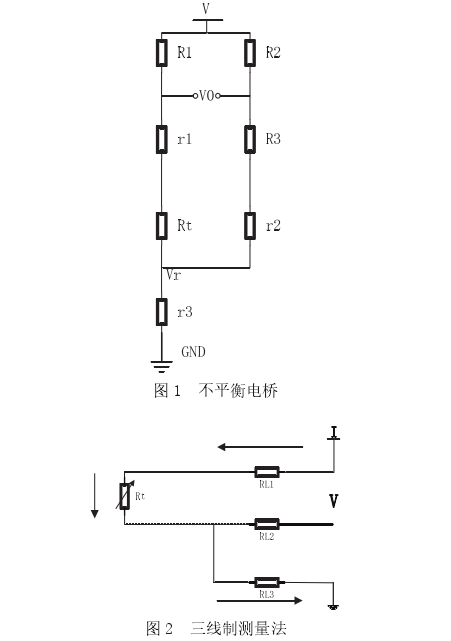 V
R1 R2
V0
r1 R3
Rt r2
Vr
r3
GND
图1 不平衡电桥
I
RL1
Rt V
RL2
RL3
图2 三线制测量法